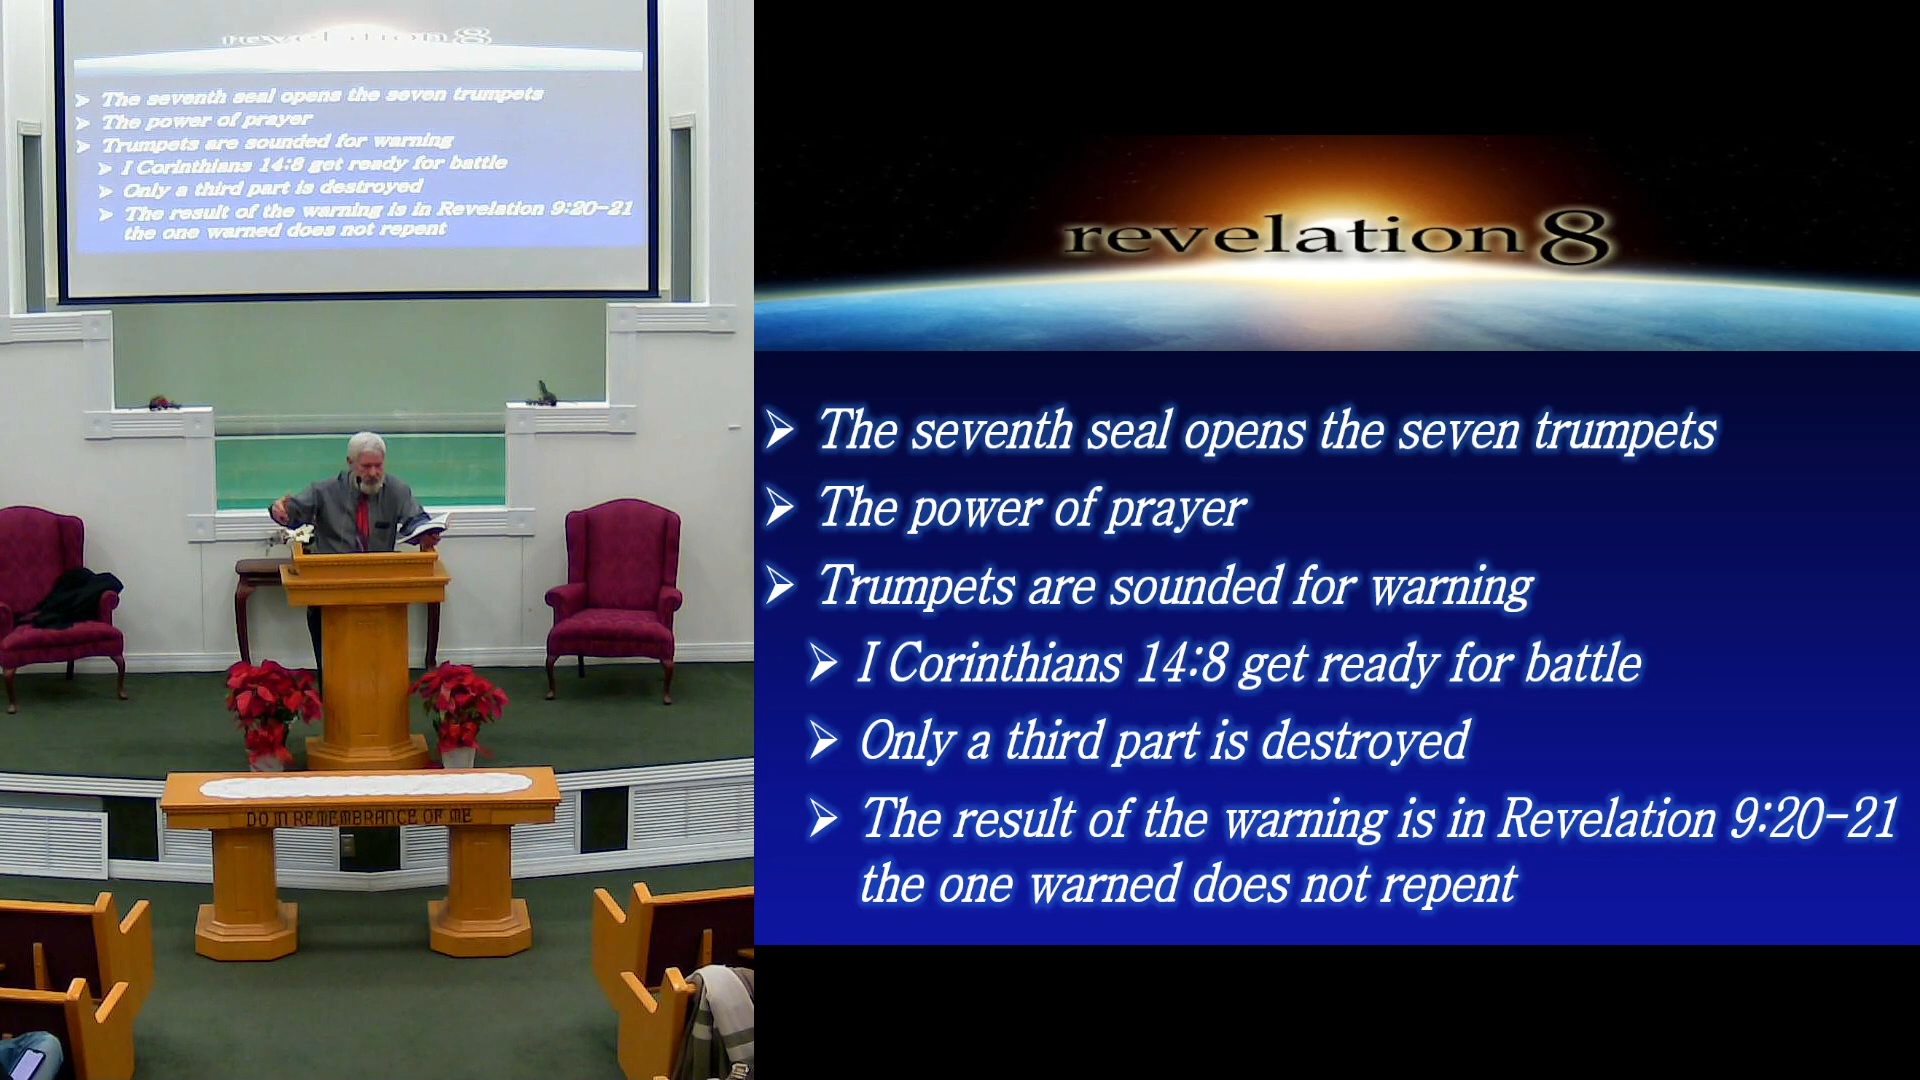 revelation 8
The seventh seal opens the seven trumpets
The power of prayer
Trumpets are sounded for warning
I Corinthians 14:8 get ready for battle
Only a third part is destroyed
The result of the warning is in Revelation 9:20-21
the one warned does not repent
DO IN REMEMBRANCE OF ME
revelation 8
The seventh seal opens the seven trumpets
The power of prayer
Trumpets are sounded for warning
I Corinthians 14:8 get ready for battle
Only a third part is destroyed
The result of the warning is in Revelation 9:20-21
the one warned does not repent